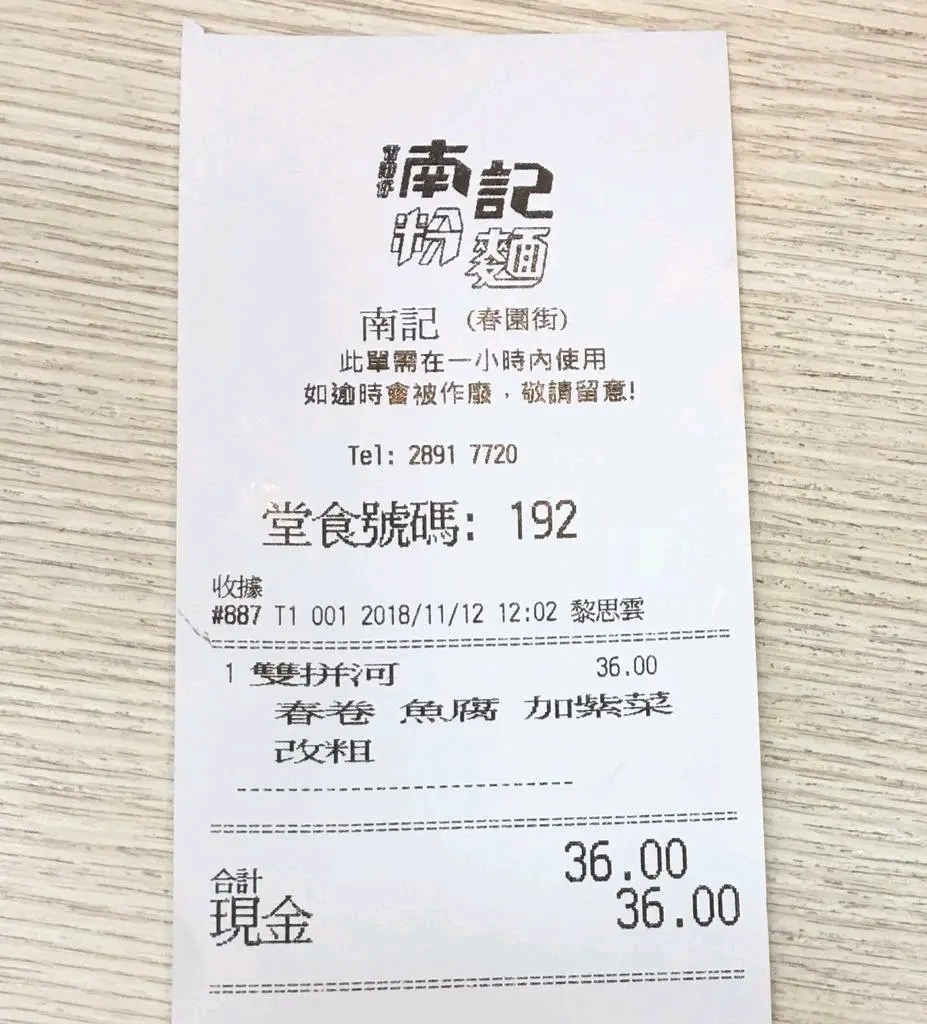 南記
粉麵
南記 (春園街)
此單需在一小時內使用
如逾時會被作廢，敬請留意!
Tel: 2891 7720
堂食號碼: 192
收據
#887 T1 001 2018/11/12 12:02 黎思雲
1 雙拼河 36.00
春卷 魚腐 加紫菜
改粗
合計 36.00
現金 36.00